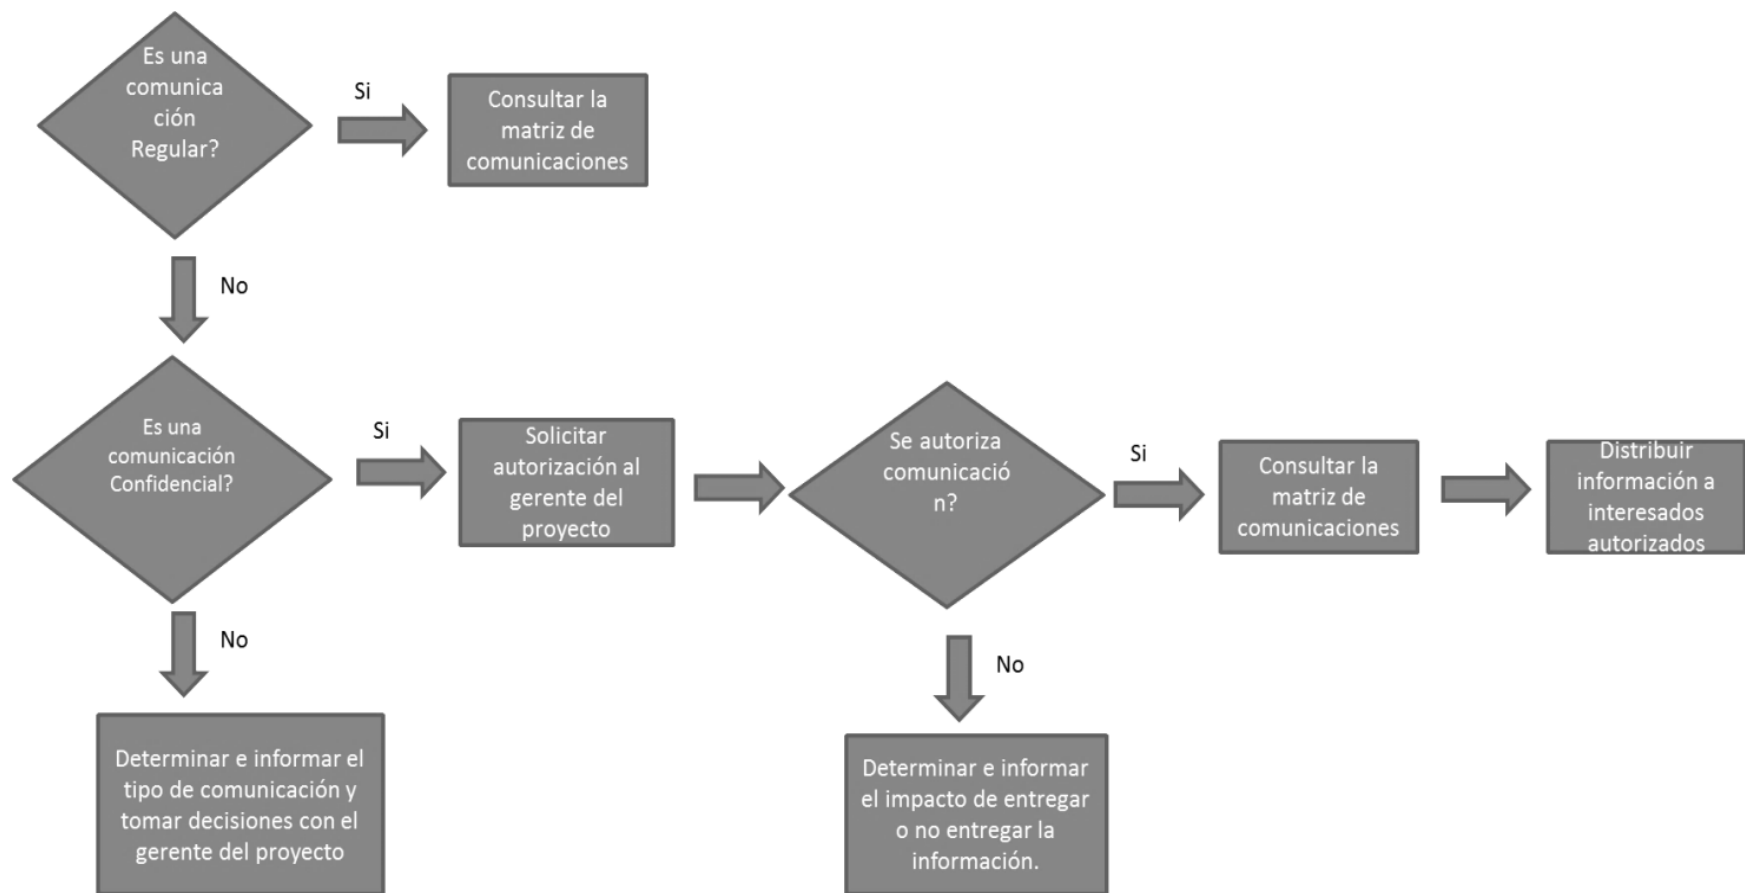 Es una
comunica
ción
Regular?
Si
Consultar la
matriz de
comunicaciones
No
Es una
comunicación
Confidencial?
Si
Solicitar
autorización al
gerente del
proyecto
Se autoriza
comunicació
n?
Si
Consultar la
matriz de
comunicaciones
Distribuir
información a
interesados
autorizados
No
Determinar e informar el
tipo de comunicación y
tomar decisiones con el
gerente del proyecto
No
Determinar e informar
el impacto de entregar
o no entregar la
información.